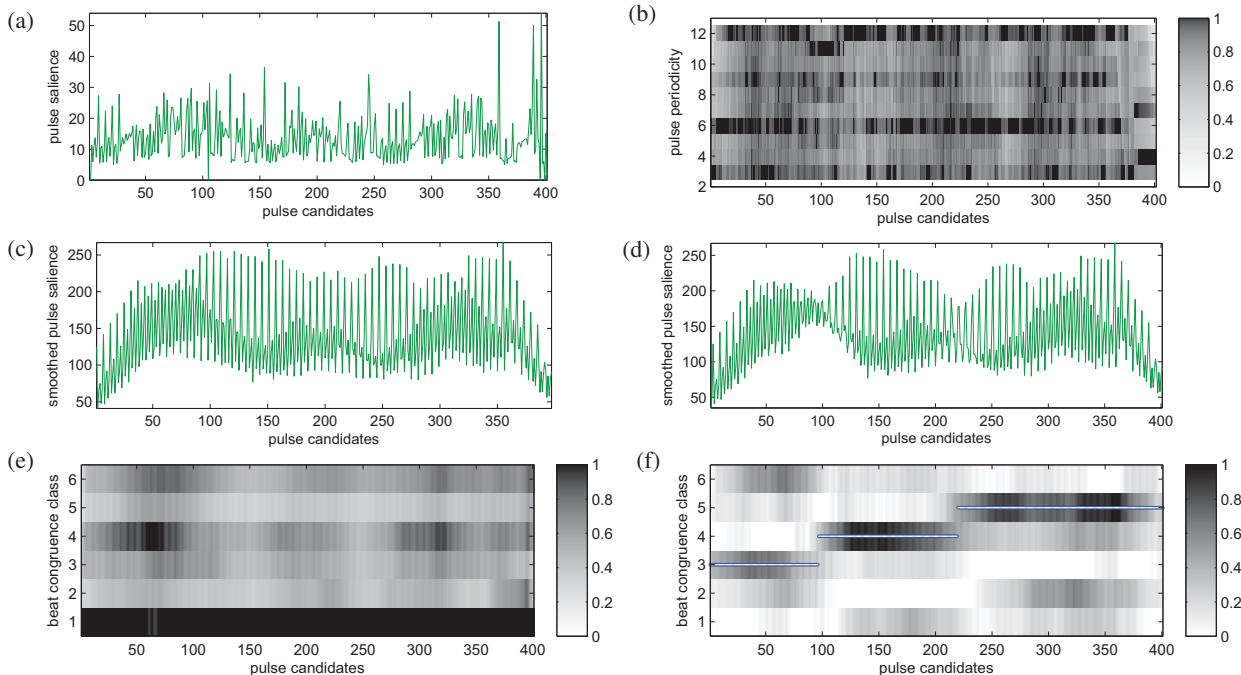 (a)
50
40
30
20
10
0
pulse salience
50 100 150 200 250 300 350 400
pulse candidates
(b)
12
10
8
6
4
2
pulse periodicity
50 100 150 200 250 300 350 400
pulse candidates
1
0.8
0.6
0.4
0.2
0
(c)
250
200
150
100
50
smoothed pulse salience
50 100 150 200 250 300 350
pulse candidates
(d)
250
200
150
100
50
smoothed pulse salience
50 100 150 200 250 300 350 400
pulse candidates
(e)
6
5
4
3
2
1
beat congruence class
50 100 150 200 250 300 350 400
pulse candidates
1
0.8
0.6
0.4
0.2
0
(f)
6
5
4
3
2
1
beat congruence class
50 100 150 200 250 300 350 400
pulse candidates
1
0.8
0.6
0.4
0.2
0